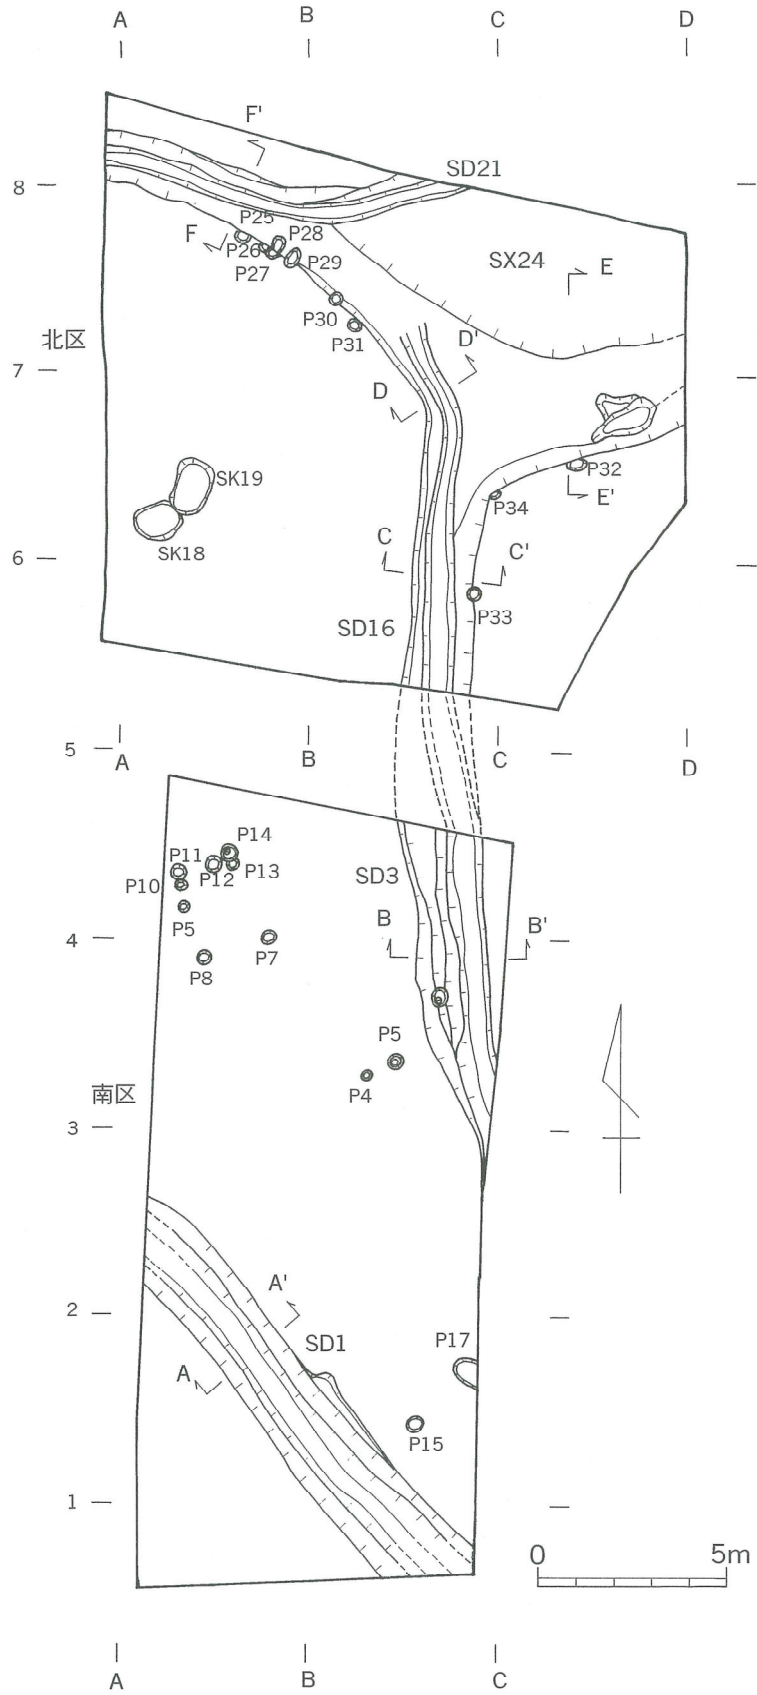 A B C D
F'
SD21
8
P25
P28
F
P26
P29
P27
SX24
E
P30
D'
P31
北区
7
D
P32
SK19
E'
P34
C
C'
6
SK18
P33
SD16
5
A B C D
P14
P11
P12
P13
P10
SD3
P5
B
B'
4
P7
P8
P5
P4
南区
3
A'
2
SD1
P17
A
P15
1
0 5m
A B C